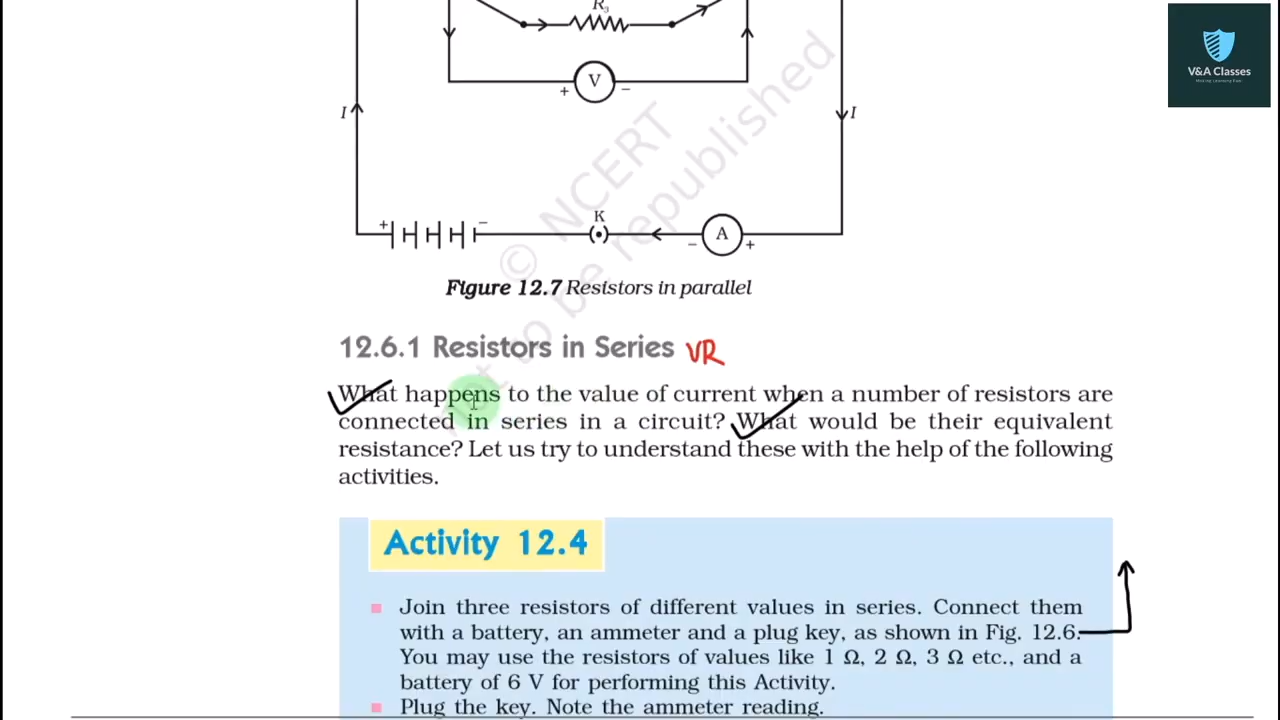 R3
V&A Classes
+ V −
I
I
© NCERT
not to be republished
+ − K − A +
Figure 12.7 Resistors in parallel
12.6.1 Resistors in Series VR
What happens to the value of current when a number of resistors are
connected in series in a circuit? What would be their equivalent
resistance? Let us try to understand these with the help of the following
activities.
Activity 12.4
Join three resistors of different values in series. Connect them
with a battery, an ammeter and a plug key, as shown in Fig. 12.6.
You may use the resistors of values like 1 Ω, 2 Ω, 3 Ω etc., and a
battery of 6 V for performing this Activity.
Plug the key. Note the ammeter reading.